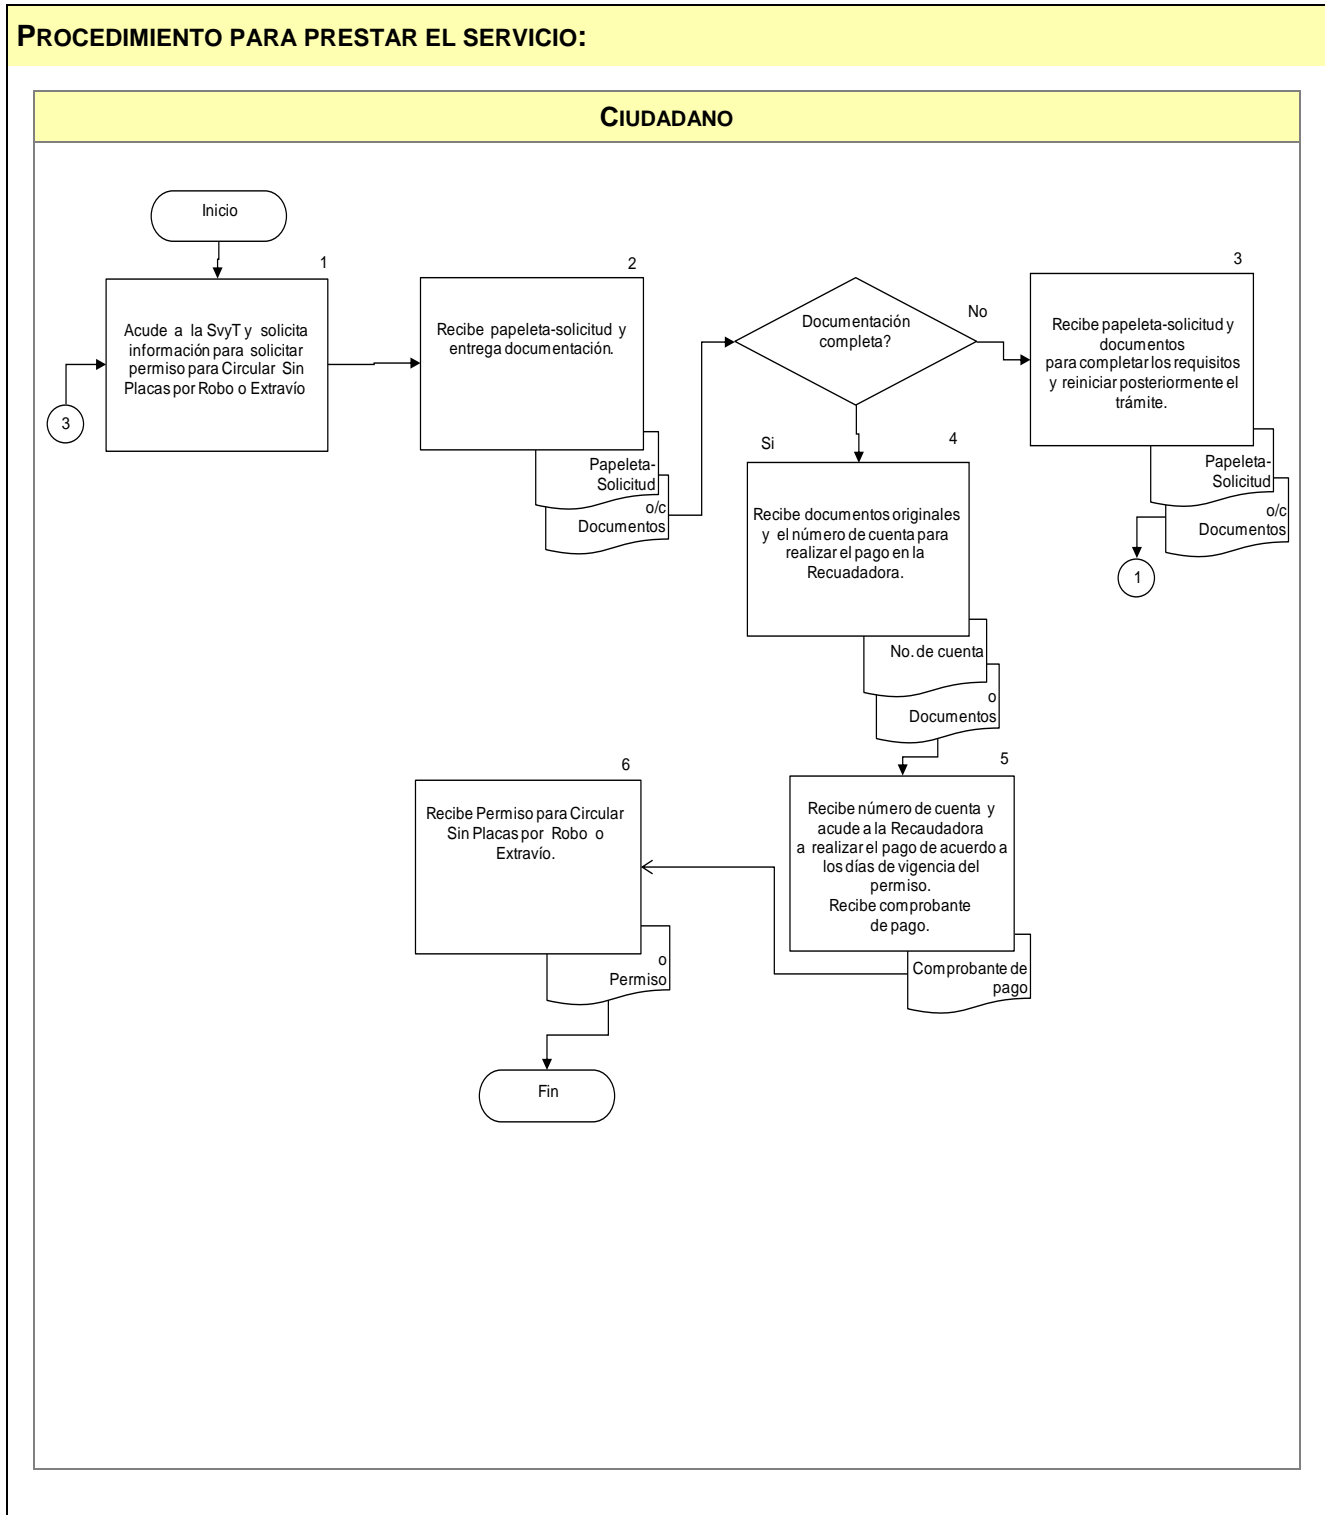 PROCEDIMIENTO PARA PRESTAR EL SERVICIO:
CIUDADANO
Inicio
1
Acude a la SvyT y solicita
información para solicitar
permiso para Circular Sin
Placas por Robo o Extravío
3
2
Recibe papeleta-solicitud y
entrega documentación.
Papeleta-
Solicitud
o/c
Documentos
Documentación
completa?
No
3
Recibe papeleta-solicitud y
documentos
para completar los requisitos
y reiniciar posteriormente el
trámite.
Papeleta-
Solicitud
o/c
Documentos
1
Si
4
Recibe documentos originales
y el número de cuenta para
realizar el pago en la
Recuadadora.
No. de cuenta
o
Documentos
5
Recibe número de cuenta y
acude a la Recaudadora
a realizar el pago de acuerdo a
los días de vigencia del
permiso.
Recibe comprobante
de pago.
Comprobante de
pago
6
Recibe Permiso para Circular
Sin Placas por Robo o
Extravío.
o
Permiso
Fin